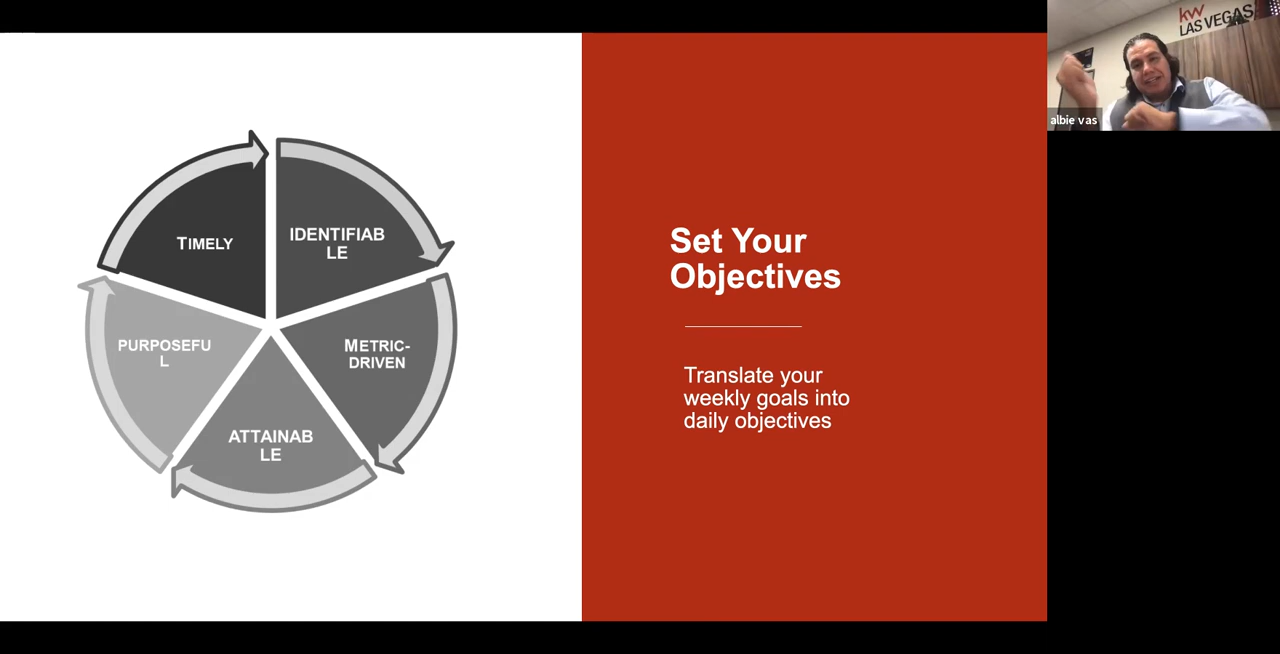 TIMELY
IDENTIFIAB
LE
PURPOSEFU
L
METRIC-
DRIVEN
ATTAINAB
LE
Set Your
Objectives
Translate your
weekly goals into
daily objectives
kw
LAS VEGAS
albie vas